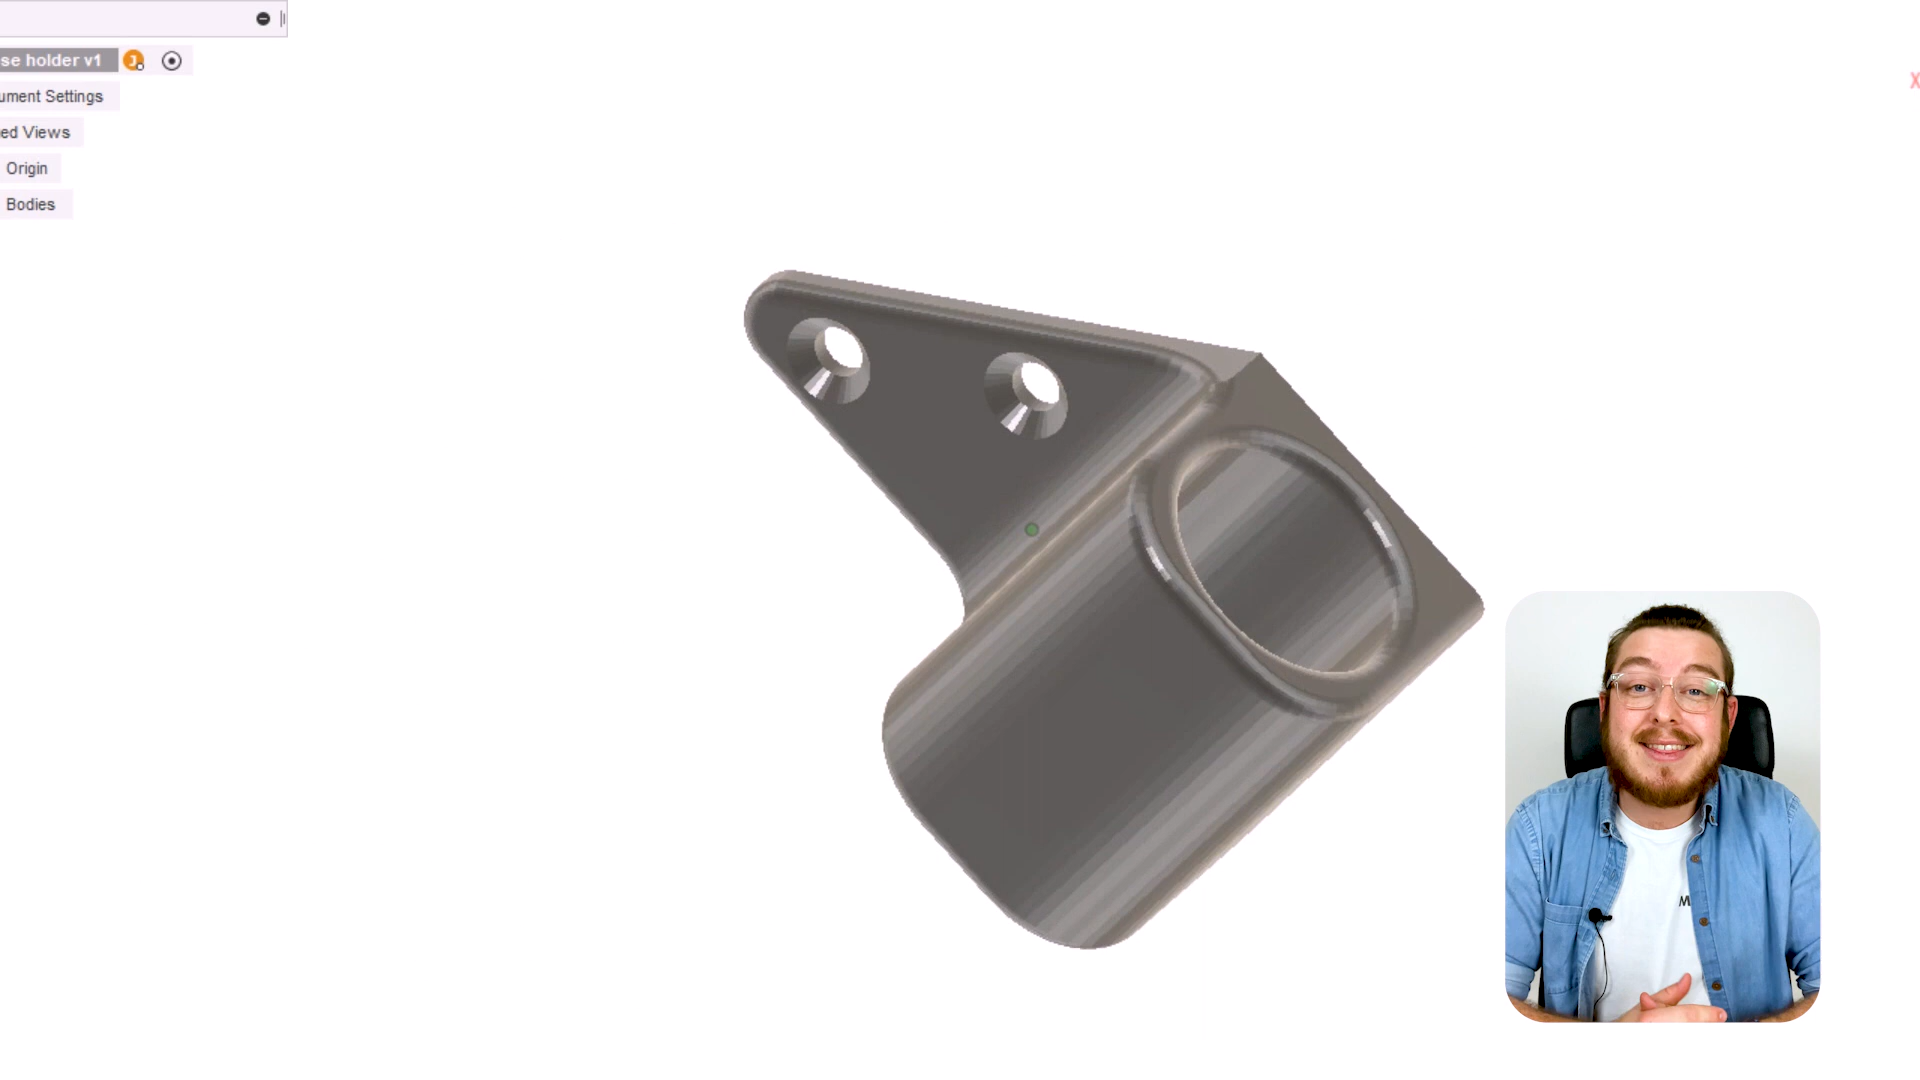 se holder v1
ument Settings
ed Views
Origin
Bodies
X
M